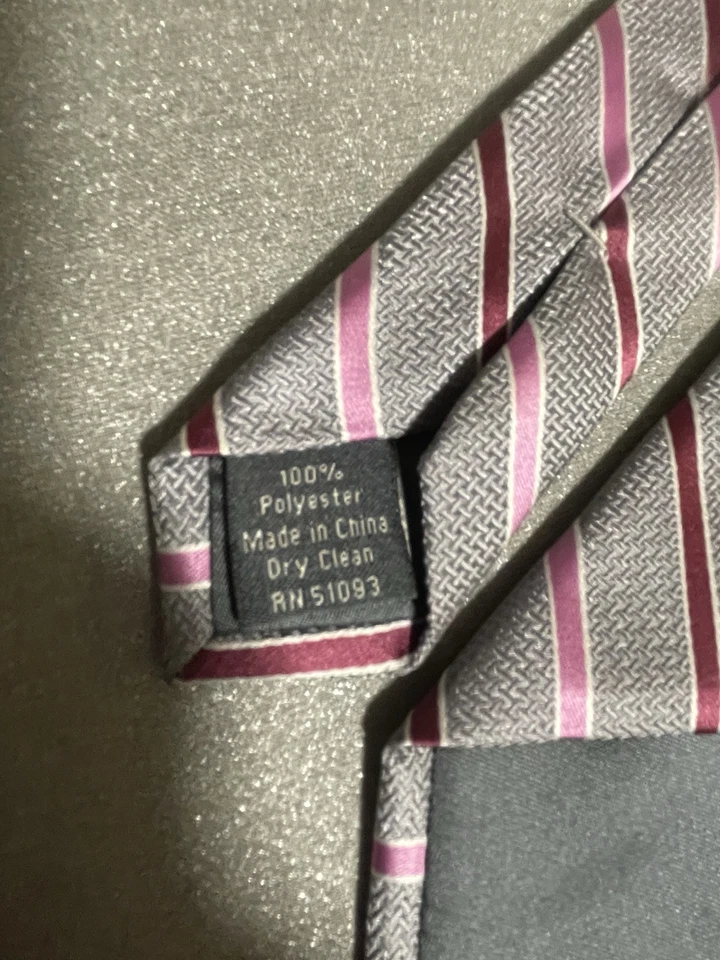 100%
Polyester
Made in China
Dry Clean
RN 51093